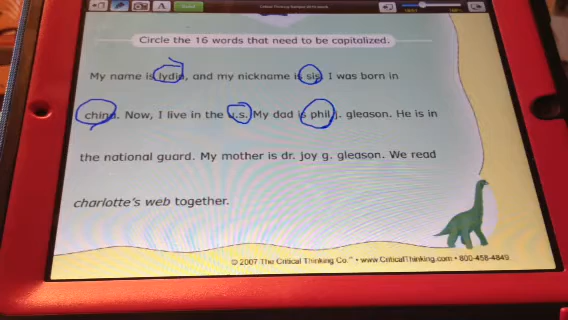 Circle the 16 words that need to be capitalized.
My name is lydia, and my nickname is sis. I was born in
china. Now, I live in the u.s. My dad is phil j. gleason. He is in
the national guard. My mother is dr. joy g. gleason. We read
charlotte's web together.
© 2007 The Critical Thinking Co.™ • www.CriticalThinking.com • 800-458-4849